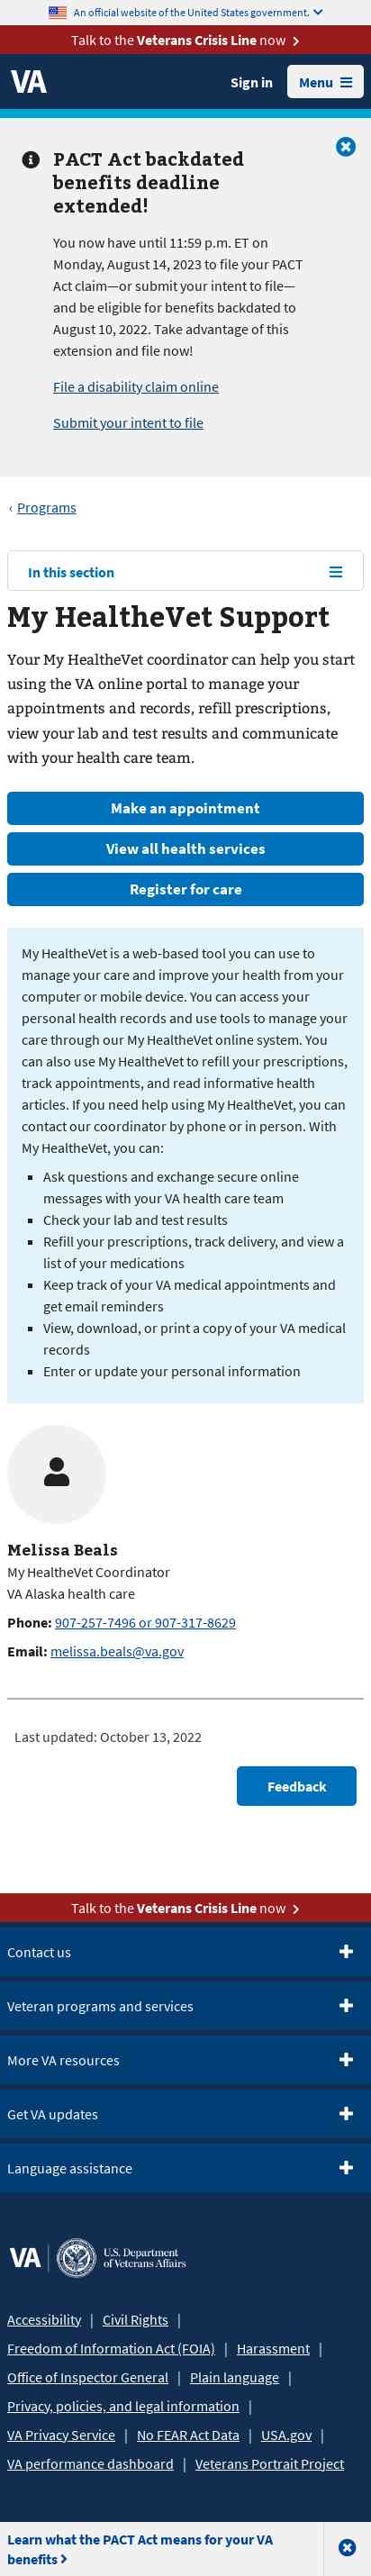 An official website of the United States government.
Talk to the Veterans Crisis Line now
VA
Sign in
Menu
PACT Act backdated
benefits deadline
extended!
You now have until 11:59 p.m. ET on
Monday, August 14, 2023 to file your PACT
Act claim—or submit your intent to file—
and be eligible for benefits backdated to
August 10, 2022. Take advantage of this
extension and file now!
File a disability claim online
Submit your intent to file
‹ Programs
In this section
My HealtheVet Support
Your My HealtheVet coordinator can help you start
using the VA online portal to manage your
appointments and records, refill prescriptions,
view your lab and test results and communicate
with your health care team.
Make an appointment
View all health services
Register for care
My HealtheVet is a web-based tool you can use to
manage your care and improve your health from your
computer or mobile device. You can access your
personal health records and use tools to manage your
care through our My HealtheVet online system. You
can also use My HealtheVet to refill your prescriptions,
track appointments, and read informative health
articles. If you need help using My HealtheVet, you can
contact our coordinator by phone or in person. With
My HealtheVet, you can:
Ask questions and exchange secure online
messages with your VA health care team
Check your lab and test results
Refill your prescriptions, track delivery, and view a
list of your medications
Keep track of your VA medical appointments and
get email reminders
View, download, or print a copy of your VA medical
records
Enter or update your personal information
Melissa Beals
My HealtheVet Coordinator
VA Alaska health care
Phone: 907-257-7496 or 907-317-8629
Email: melissa.beals@va.gov
Last updated: October 13, 2022
Feedback
Talk to the Veterans Crisis Line now
Contact us
Veteran programs and services
More VA resources
Get VA updates
Language assistance
VA
U.S. Department
of Veterans Affairs
Accessibility | Civil Rights |
Freedom of Information Act (FOIA) | Harassment |
Office of Inspector General | Plain language |
Privacy, policies, and legal information |
VA Privacy Service | No FEAR Act Data | USA.gov |
VA performance dashboard | Veterans Portrait Project
Learn what the PACT Act means for your VA
benefits